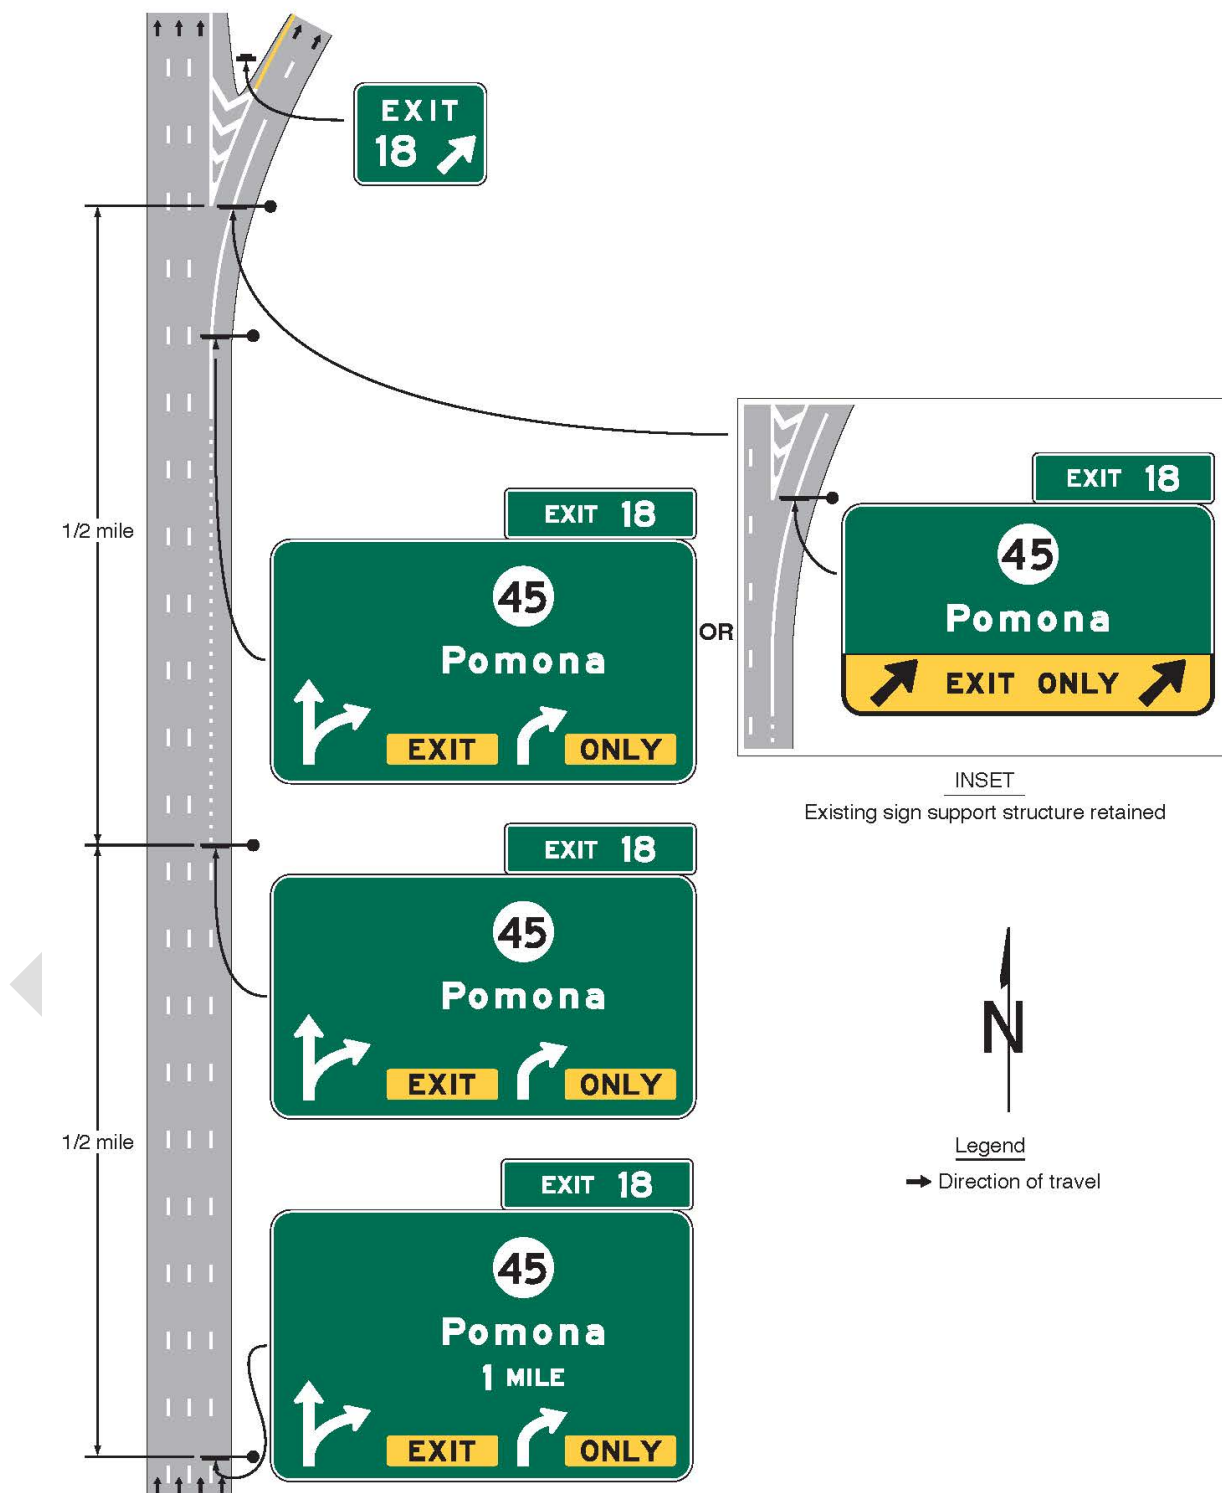 EXIT
18
1/2 mile
EXIT 18
45
Pomona
EXIT ONLY
OR
EXIT 18
45
Pomona
EXIT ONLY
INSET
Existing sign support structure retained
EXIT 18
45
Pomona
EXIT ONLY
N
Legend
Direction of travel
1/2 mile
EXIT 18
45
Pomona
1 MILE
EXIT ONLY